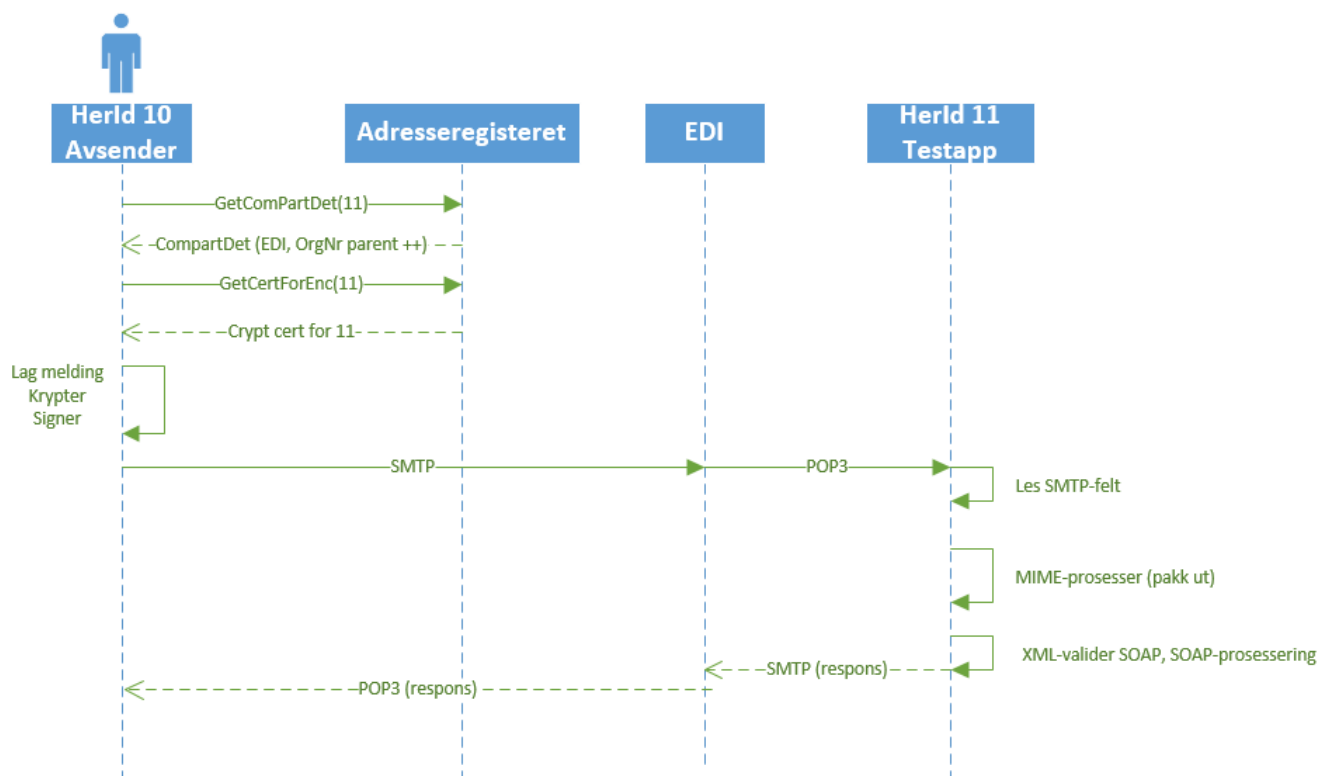 HerId 10
Avsender
Adresseregisteret
EDI
HerId 11
Testapp
GetComPartDet(11)
CompartDet (EDI, OrgNr parent ++)
GetCertForEnc(11)
Crypt cert for 11
Lag melding
Krypter
Signer
SMTP
POP3
Les SMTP-felt
MIME-prosesser (pakk ut)
XML-valider SOAP, SOAP-prosessering
SMTP (respons)
POP3 (respons)